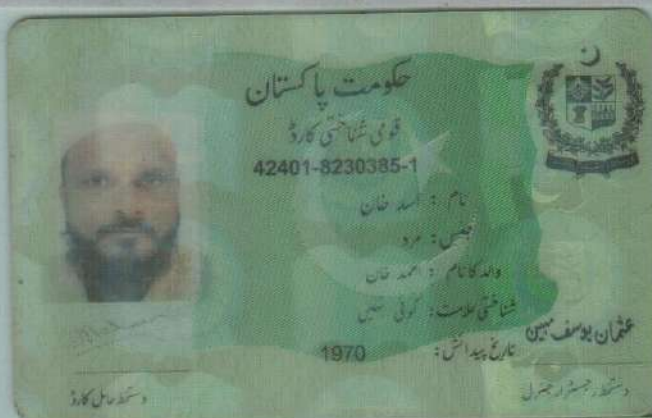 حکومت پاکستان
قومی شناختی کارڈ
42401-8230385-1
نام : اسد خان
جنس : مرد
والد کا نام : احمد خان
شناختی علامت : کوئی نہیں
تاریخ پیدائش : 1970
عثمان یوسف مبین
دستخط حامل کارڈ
دستخط رجسٹرار جنرل